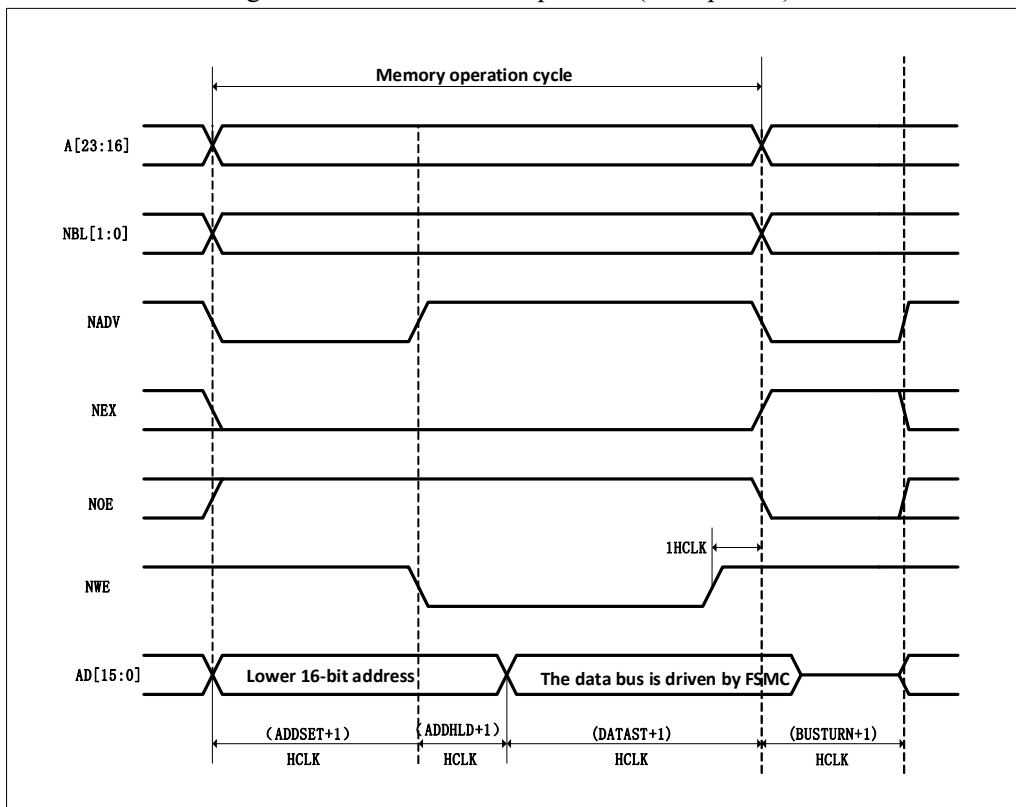 Memory operation cycle
A[23:16]
NBL[1:0]
NADV
NEX
NOE
1HCLK
NWE
AD[15:0]
Lower 16-bit address
The data bus is driven by FSMC
(ADDSET+1)
(ADDHLD+1)
(DATAST+1)
(BUSTURN+1)
HCLK
HCLK
HCLK
HCLK